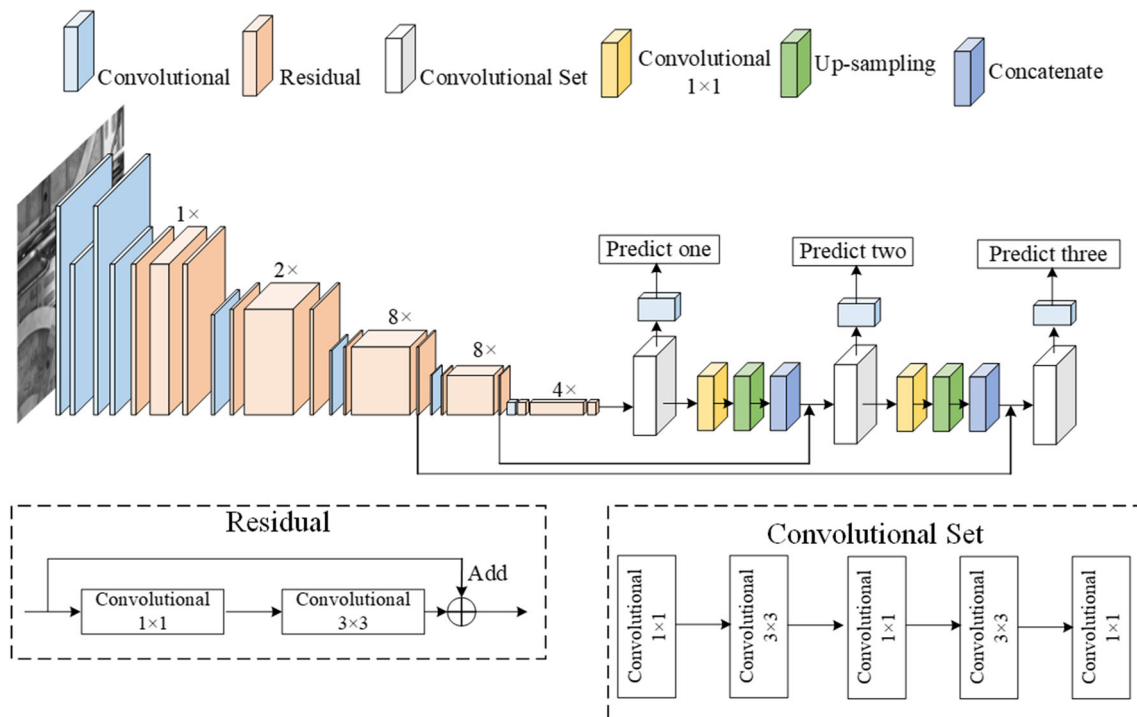 Convolutional
Residual
Convolutional Set
Convolutional
1×1
Up-sampling
Concatenate
1×
2×
8×
8×
4×
Predict one
Predict two
Predict three
Residual
Add
Convolutional
1×1
Convolutional
3×3
Convolutional Set
Convolutional
1×1
Convolutional
3×3
Convolutional
1×1
Convolutional
3×3
Convolutional
1×1